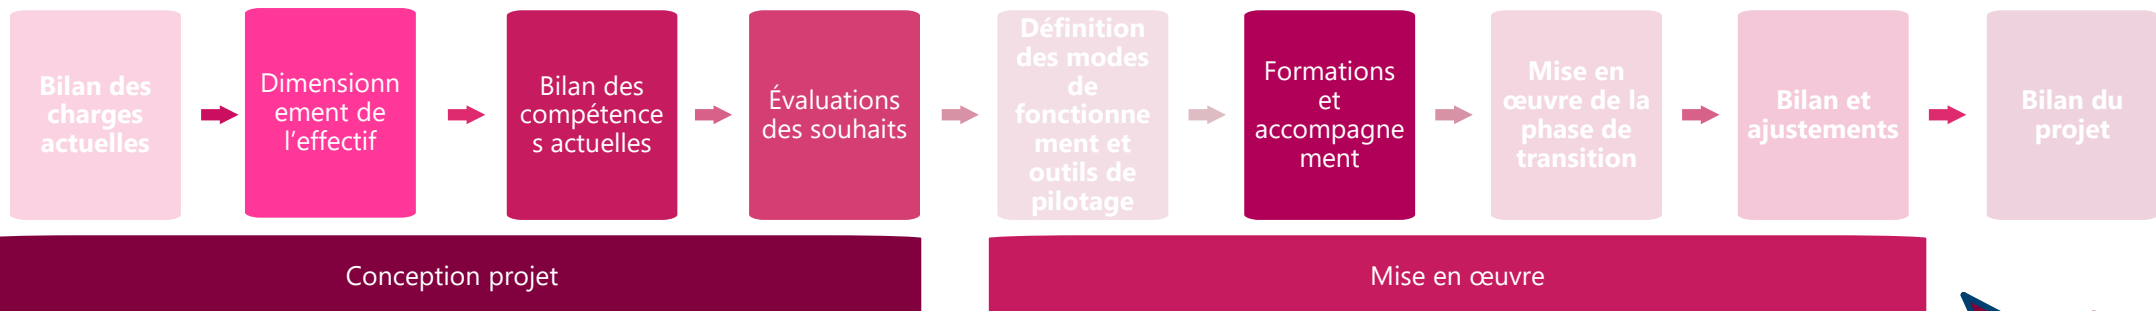 Bilan des
charges
actuelles
Dimensionn
ement de
l’effectif
Bilan des
compétence
s actuelles
Évaluations
des souhaits
Définition
des modes
de
fonctionne
ment et
outils de
pilotage
Formations
et
accompagne
ment
Mise en
œuvre de la
phase de
transition
Bilan et
ajustements
Bilan du
projet
Conception projet
Mise en œuvre